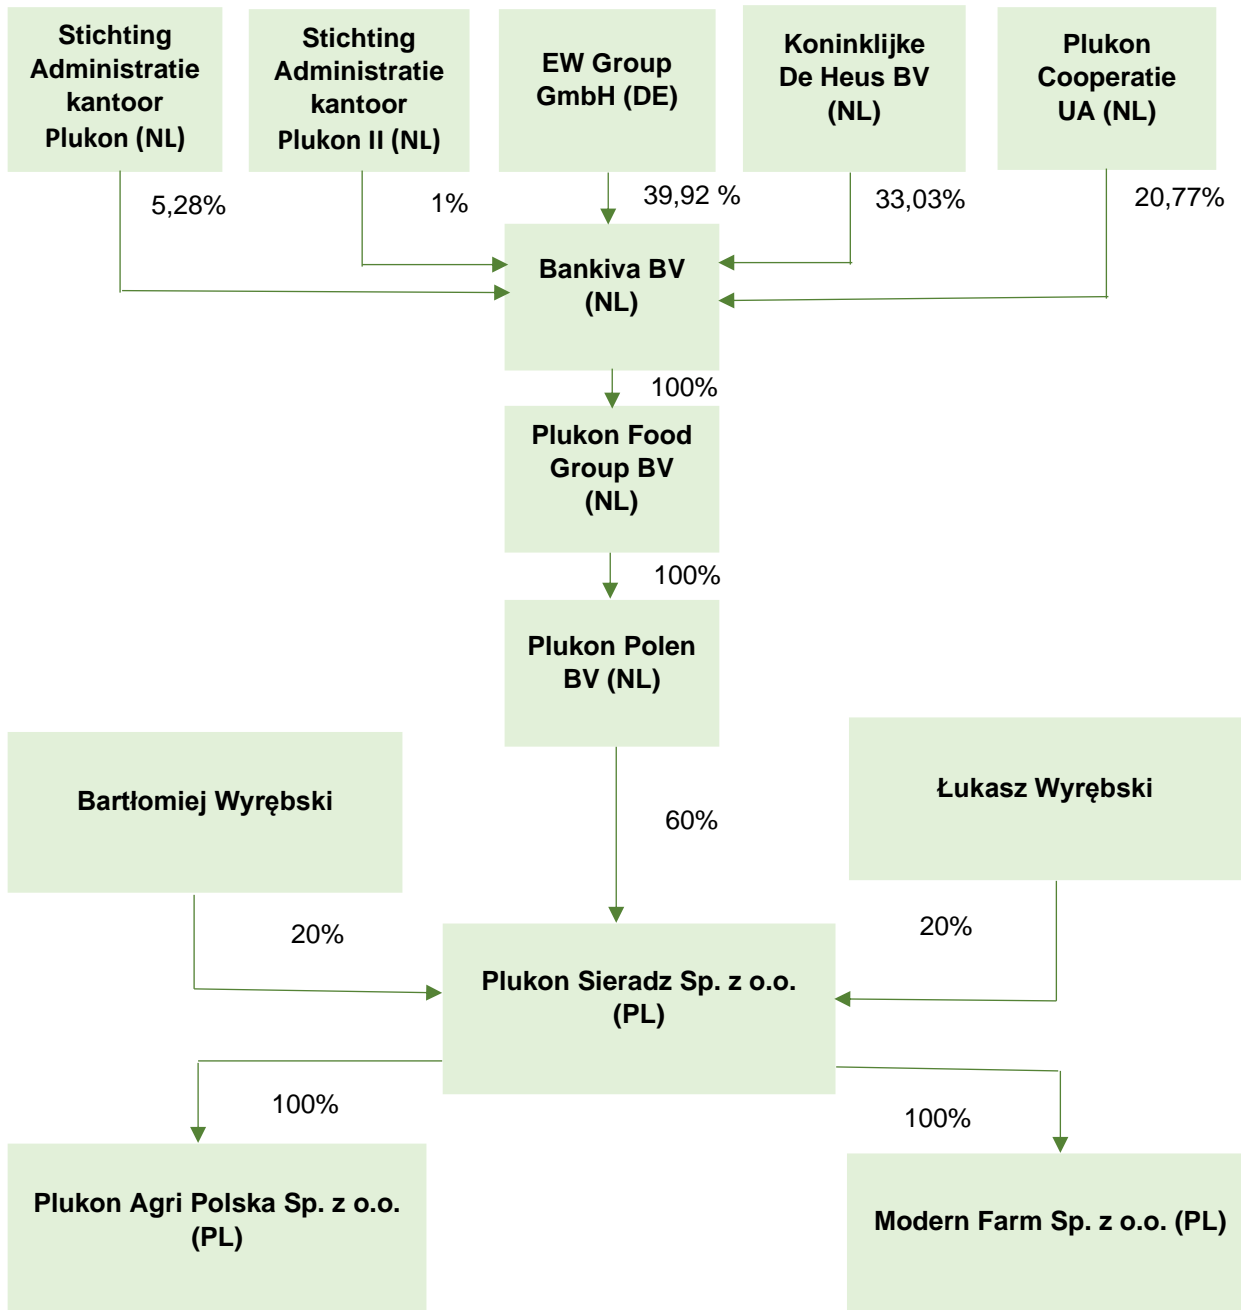 Stichting
Administratie
kantoor
Plukon (NL)
Stichting
Administratie
kantoor
Plukon II (NL)
EW Group
GmbH (DE)
Koninklijke
De Heus BV
(NL)
Plukon
Cooperatie
UA (NL)
5,28%
1%
39,92 %
33,03%
20,77%
Bankiva BV
(NL)
100%
Plukon Food
Group BV
(NL)
100%
Plukon Polen
BV (NL)
Bartłomiej Wyrębski
Łukasz Wyrębski
60%
20%
20%
Plukon Sieradz Sp. z o.o.
(PL)
100%
100%
Plukon Agri Polska Sp. z o.o.
(PL)
Modern Farm Sp. z o.o. (PL)